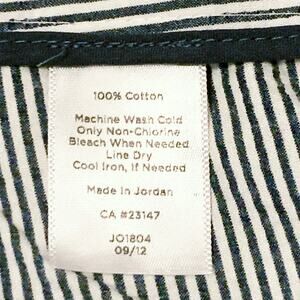 100% Cotton
Machine Wash Cold
Only Non-Chlorine
Bleach When Needed
Line Dry
Cool Iron, If Needed
Made In Jordan
CA #23147
JO1804
09/12